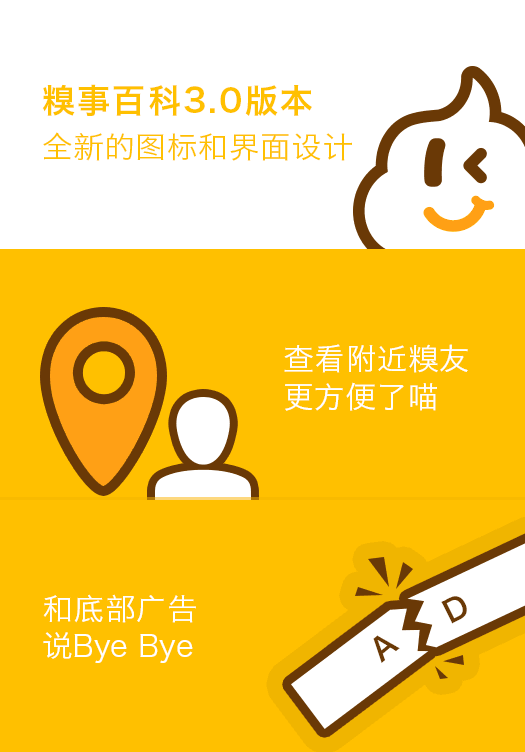 糗事百科3.0版本
全新的图标和界面设计
查看附近糗友
更方便了喵
和底部广告
说Bye Bye
AD